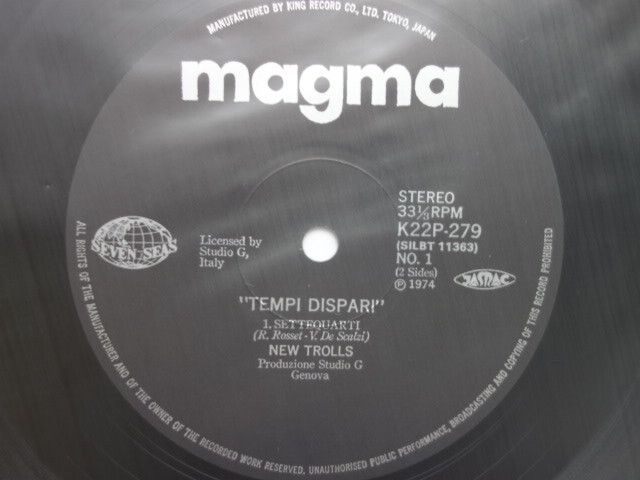 MANUFACTURED BY KING RECORD CO., LTD. TOKYO, JAPAN
magma
SEVEN SEAS
Licensed by
Studio G,
Italy
STEREO
33⅓RPM
K22P-279
(SILBT 11363)
NO. 1
(2 Sides)
Ⓟ 1974
JASRAC
"TEMPI DISPARI"
1. SETTEQUARTI
(R. Rosset - V. De Scalzi)
NEW TROLLS
Produzione Studio G
Genova
ALL RIGHTS OF THE MANUFACTURER AND OF THE OWNER OF THE RECORDED WORK RESERVED. UNAUTHORISED PUBLIC PERFORMANCE, BROADCASTING AND COPYING OF THIS RECORD PROHIBITED